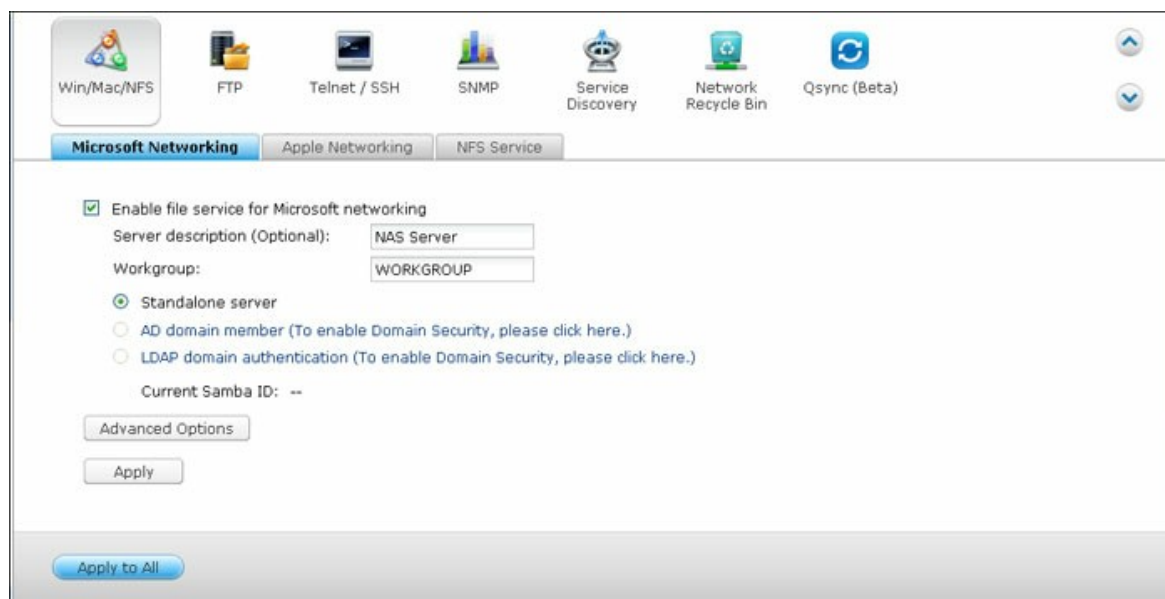 Win/Mac/NFS
FTP
Telnet / SSH
SNMP
Service
Discovery
Network
Recycle Bin
Qsync (Beta)
Microsoft Networking
Apple Networking
NFS Service
Enable file service for Microsoft networking
Server description (Optional): NAS Server
Workgroup: WORKGROUP
Standalone server
AD domain member (To enable Domain Security, please click here.)
LDAP domain authentication (To enable Domain Security, please click here.)
Current Samba ID: --
Advanced Options
Apply
Apply to All